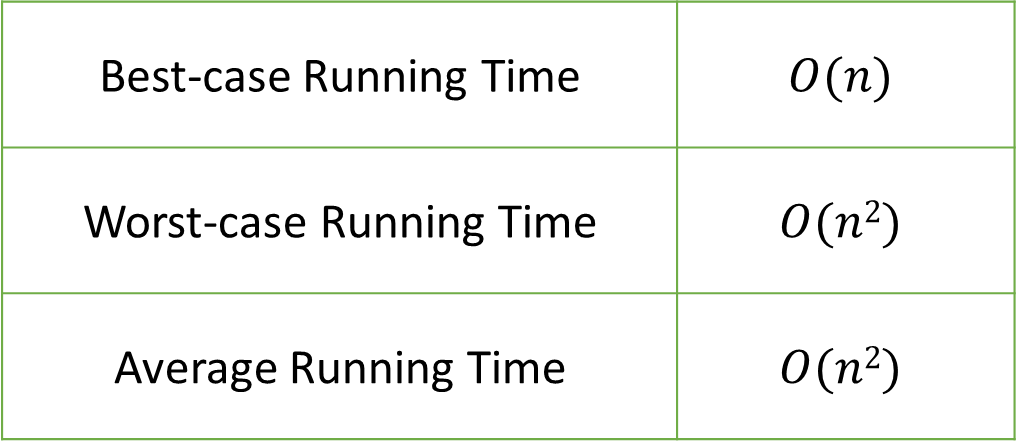 Best-case Running Time O(n)
Worst-case Running Time O(n²)
Average Running Time O(n²)